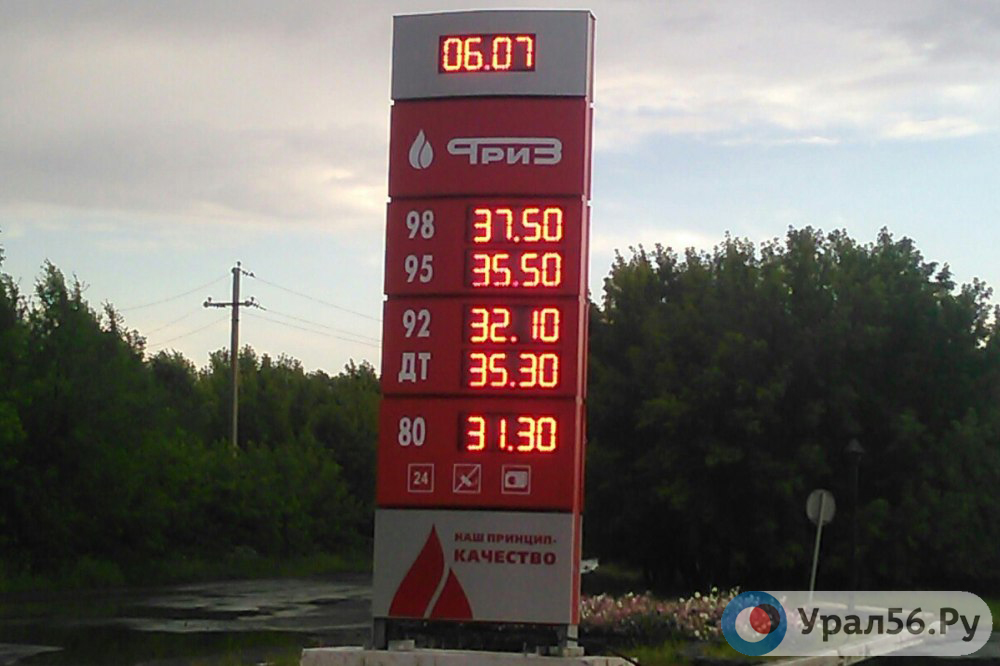 06.07
ТРИЗ
98 37.50
95 35.50
92 32.10
ДТ 35.30
80 31.30
24
НАШ ПРИНЦИП-
КАЧЕСТВО
Урал56.Ру